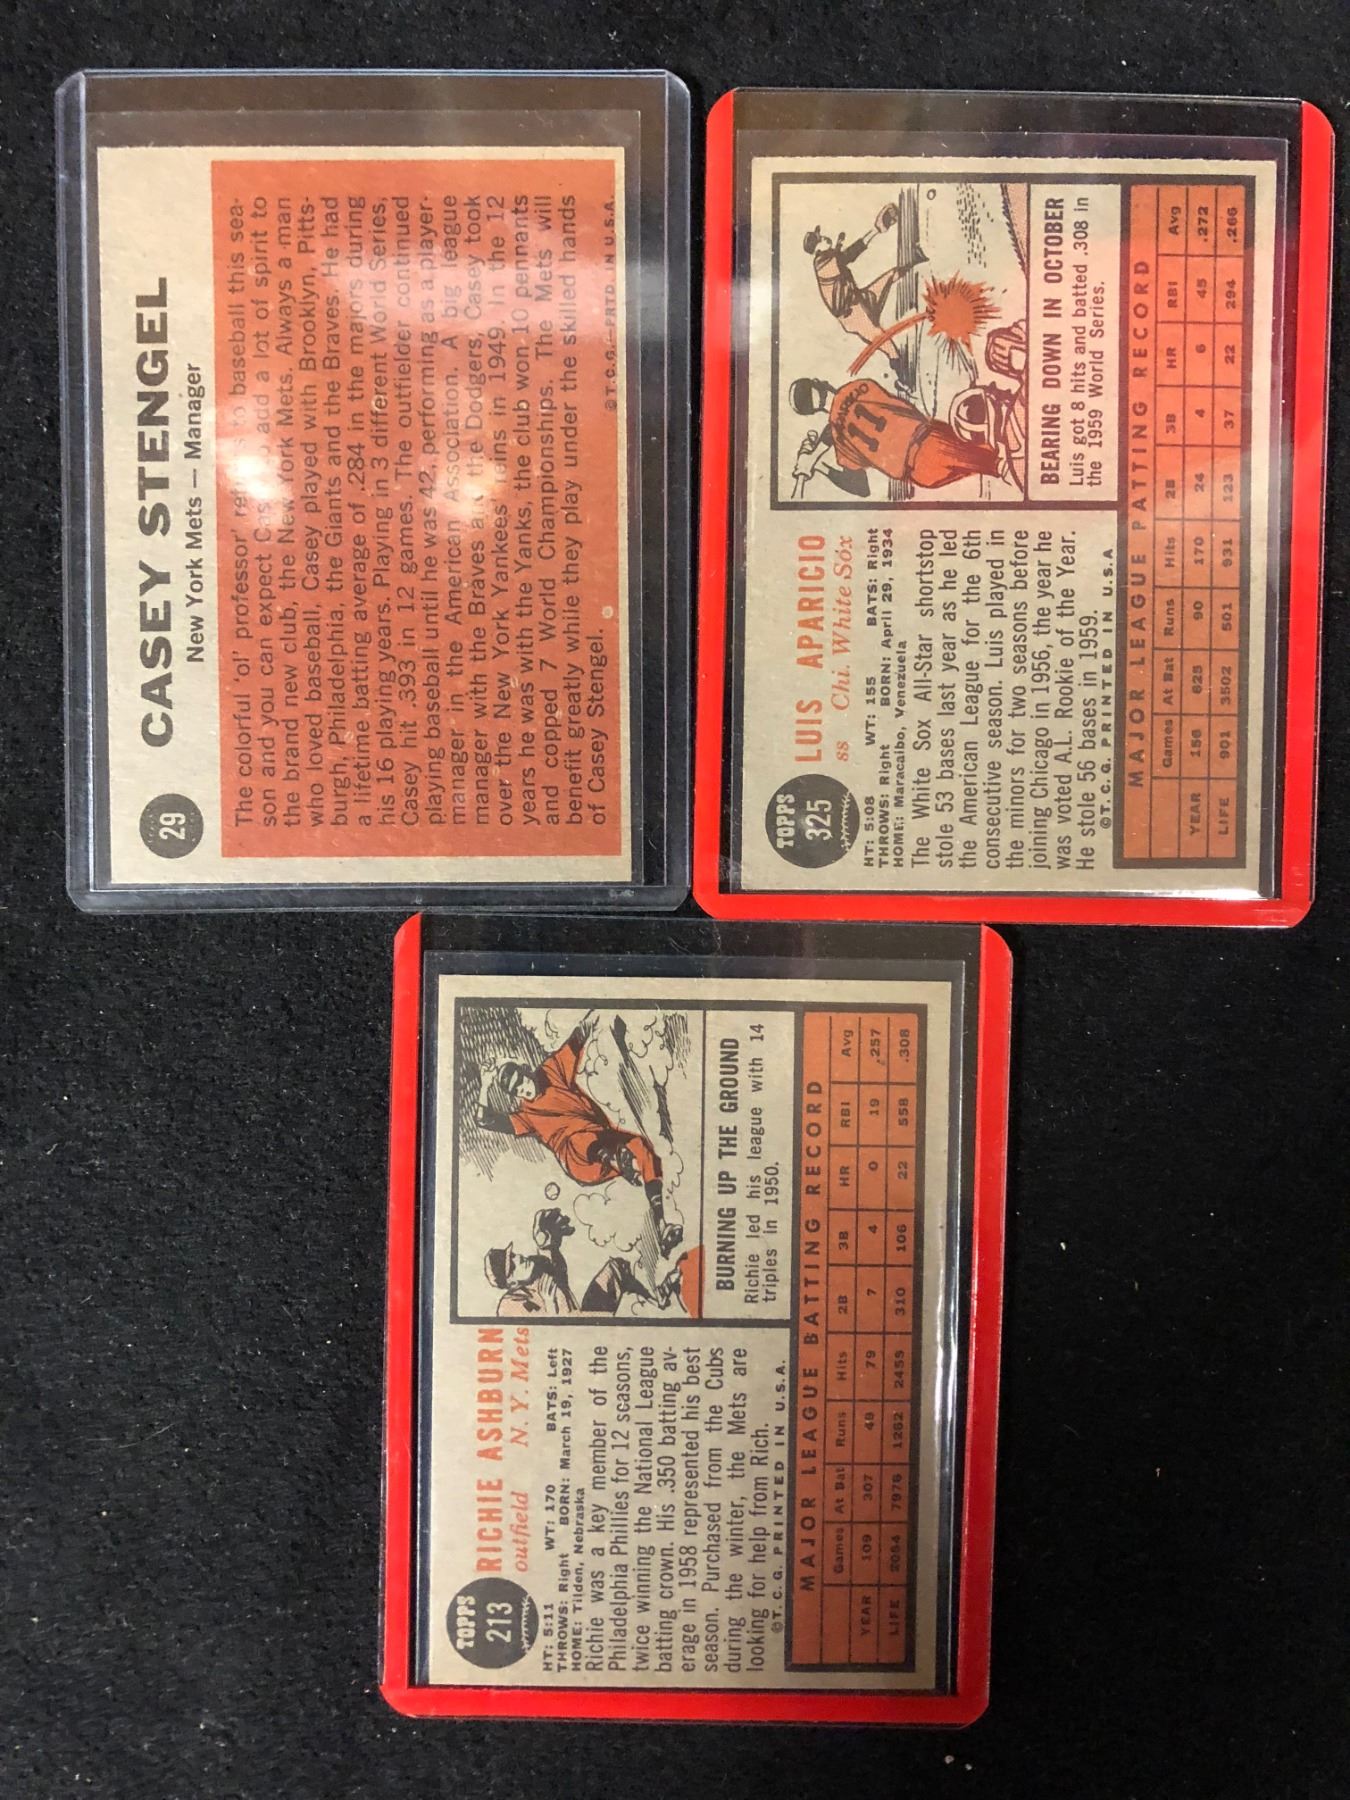 29
CASEY STENGEL
New York Mets — Manager
The colorful 'ol' professor' to baseball this sea-
son and you can expect add a lot of spirit to
the brand new club, the New York Mets. Always a man
who loved baseball, Casey played with Brooklyn, Pitts-
burgh, Philadelphia, the Giants and the Braves. He had
a lifetime batting average of .284 in the majors during
his 16 playing years. Playing in 3 different World Series,
Casey hit .393 in 12 games. The outfielder continued
playing baseball until he was 42, performing as a player-
manager in the American Association. A big league
manager with the Braves and the Dodgers, Casey took
over the New York Yankees reins in 1949. In the 12
years he was with the Yanks, the club won 10 pennants
and copped 7 World Championships. The Mets will
benefit greatly while they play under the skilled hands
of Casey Stengel.
©T.C.G.—PRTD. IN U.S.A.
TOPPS
325
LUIS APARICIO
ss Chi. White Sox
HT: 5:08 WT: 155 BATS: Right
THROWS: Right BORN: April 29, 1934
HOME: Maracaibo, Venezuela
The White Sox All-Star shortstop
stole 53 bases last year as he led
the American League for the 6th
consecutive season. Luis played in
the minors for two seasons before
joining Chicago in 1956, the year he
was voted A.L. Rookie of the Year.
He stole 56 bases in 1959.
©T.C.G. PRINTED IN U.S.A
APARICIO
11
BEARING DOWN IN OCTOBER
Luis got 8 hits and batted .308 in
the 1959 World Series.
MAJOR LEAGUE BATTING RECORD
Games At Bat Runs Hits 2B 3B HR RBI Avg
YEAR 156 625 90 170 24 4 6 45 .272
LIFE 901 3502 501 931 123 37 22 294 .266
TOPPS
213
RICHIE ASHBURN
outfield N.Y. Mets
HT: 5:11 WT: 170 BATS: Left
THROWS: Right BORN: March 19, 1927
HOME: Tilden, Nebraska
Richie was a key member of the
Philadelphia Phillies for 12 seasons,
twice winning the National League
batting crown. His .350 batting av-
erage in 1958 represented his best
season. Purchased from the Cubs
during the winter, the Mets are
looking for help from Rich.
©T.C.G. PRINTED IN U.S.A.
BURNING UP THE GROUND
Richie led his league with 14
triples in 1950.
MAJOR LEAGUE BATTING RECORD
Games At Bat Runs Hits 2B 3B HR RBI Avg
YEAR 109 307 49 79 7 4 0 19 .257
LIFE 2054 7976 1262 2455 310 106 22 558 .308